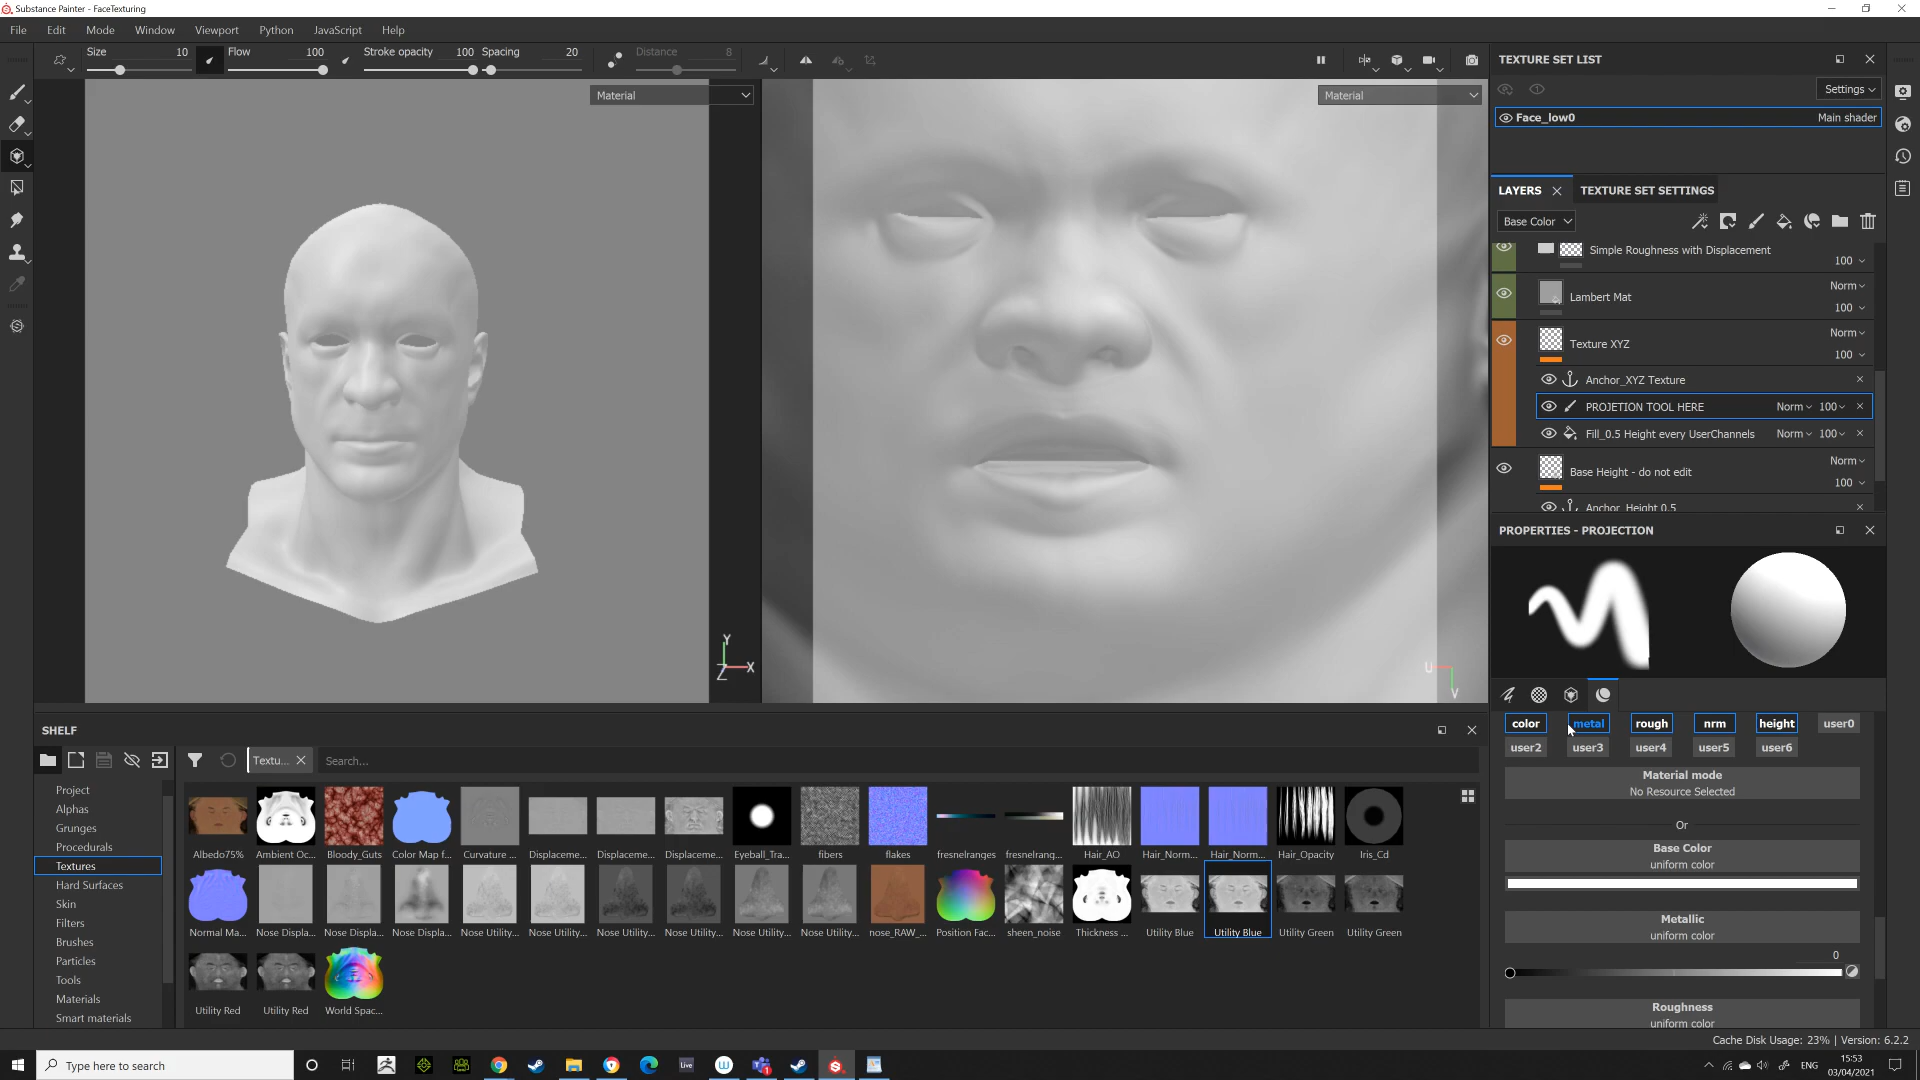 Substance Painter - FaceTexturing
File Edit Mode Window Viewport Python JavaScript Help
Size 10 Flow 100 Stroke opacity 100 Spacing 20 Distance 8
Material
Material
Y
X
Z
U
V
TEXTURE SET LIST
Settings
Face_low0 Main shader
LAYERS TEXTURE SET SETTINGS
Base Color
Simple Roughness with Displacement
100
Norm
Lambert Mat
100
Norm
Texture XYZ
100
Anchor_XYZ Texture
PROJETION TOOL HERE Norm 100
Fill_0.5 Height every UserChannels Norm 100
Norm
Base Height - do not edit
100
Anchor_Height 0.5
PROPERTIES - PROJECTION
color metal rough nrm height user0
user2 user3 user4 user5 user6
Material mode
No Resource Selected
Or
Base Color
uniform color
Metallic
uniform color
0
Roughness
uniform color
SHELF
Textu...
Search...
Project
Alphas
Grunges
Procedurals
Textures
Hard Surfaces
Skin
Filters
Brushes
Particles
Tools
Materials
Smart materials
Albedo75% Ambient Oc... Bloody_Guts Color Map f... Curvature ... Displaceme... Displaceme... Displaceme... Eyeball_Tra... fibers flakes fresnelranges fresnelrang... Hair_AO Hair_Norm... Hair_Norm... Hair_Opacity Iris_Cd
Normal Ma... Nose Displa... Nose Displa... Nose Displa... Nose Utility... Nose Utility... Nose Utility... Nose Utility... Nose Utility... Nose Utility... nose_RAW_... Position Fac... sheen_noise Thickness ... Utility Blue Utility Blue Utility Green Utility Green
Utility Red Utility Red World Spac...
Cache Disk Usage: 23% | Version: 6.2.2
Type here to search
Live
ENG
15:53
03/04/2021